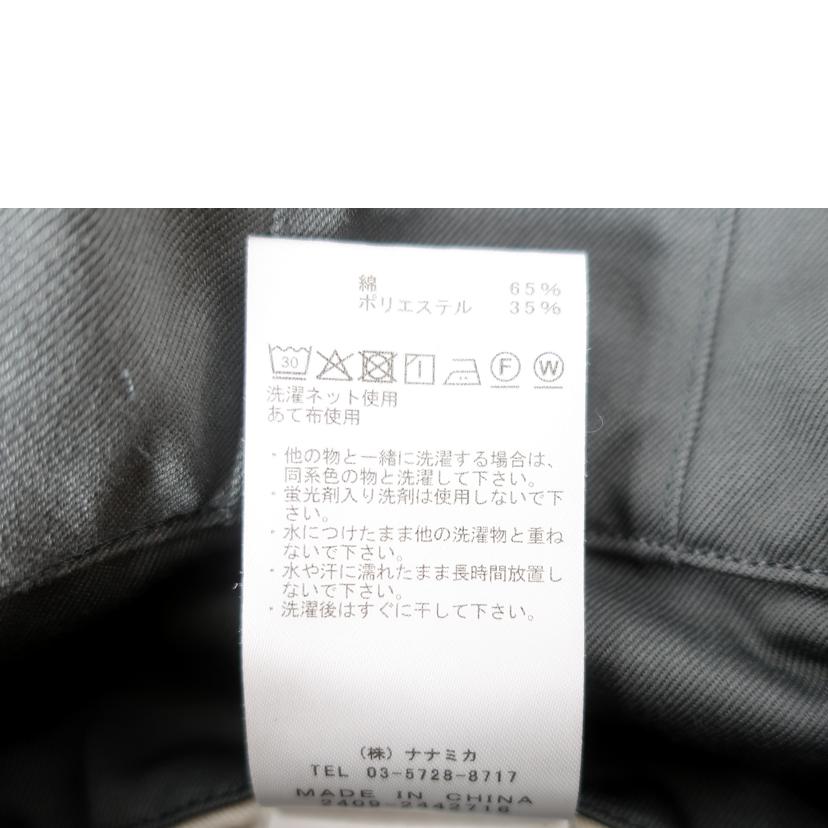 綿 65%
ポリエステル 35%
30 F W
洗濯ネット使用
あて布使用
・他の物と一緒に洗濯する場合は、
同系色の物と洗濯して下さい。
・蛍光剤入り洗剤は使用しないで下
さい。
・水につけたまま他の洗濯物と重ね
ないで下さい。
・水や汗に濡れたまま長時間放置し
ないで下さい。
・洗濯後はすぐに干して下さい。
(株) ナナミカ
TEL 03-5728-8717
MADE IN CHINA
2409-2442716